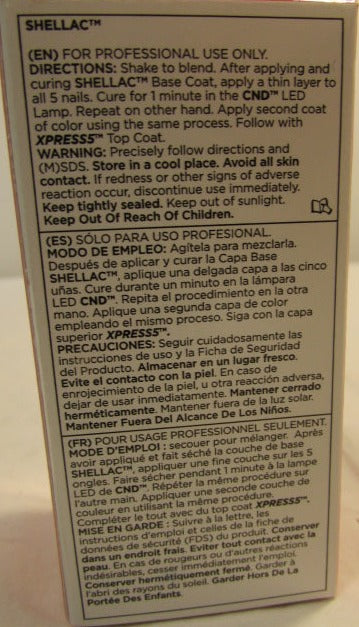 SHELLAC™
(EN) FOR PROFESSIONAL USE ONLY.
DIRECTIONS: Shake to blend. After applying and
curing SHELLAC™ Base Coat, apply a thin layer to
all 5 nails. Cure for 1 minute in the CND™ LED
Lamp. Repeat on other hand. Apply second coat
of color using the same process. Follow with
XPRESS5™ Top Coat.
WARNING: Precisely follow directions and
(M)SDS. Store in a cool place. Avoid all skin
contact. If redness or other signs of adverse
reaction occur, discontinue use immediately.
Keep tightly sealed. Keep out of sunlight.
Keep Out Of Reach Of Children.
(ES) SÓLO PARA USO PROFESIONAL.
MODO DE EMPLEO: Agítela para mezclarla.
Después de aplicar y curar la Capa Base
SHELLAC™, aplique una delgada capa a las cinco
uñas. Cure durante un minuto en la lámpara
LED CND™. Repita el procedimiento en la otra
mano. Aplique una segunda capa de color
empleando el mismo proceso. Siga con la capa
superior XPRESS5™.
PRECAUCIONES: Seguir cuidadosamente las
instrucciones de uso y la Ficha de Seguridad
del Producto. Almacenar en un lugar fresco.
Evite el contacto con la piel. En caso de
enrojecimiento de la piel, u otra reacción adversa,
dejar de usar inmediatamente. Mantener cerrado
herméticamente. Mantener fuera de la luz solar.
Mantener Fuera Del Alcance De Los Niños.
(FR) POUR USAGE PROFESSIONNEL SEULEMENT.
MODE D'EMPLOI : secouer pour mélanger. Après
avoir appliqué et fait séché la couche de base
SHELLAC™, appliquer une fine couche sur les 5
ongles. Faire sécher pendant 1 minute à la lampe
LED de CND™. Répéter la même procédure sur
l'autre main. Appliquer une seconde couche de
couleur en utilisant la même procédure.
Compléter le tout avec du top coat XPRESS5™.
MISE EN GARDE : Suivre à la lettre, les
instructions d'emploi et celles de la fiche de
données de sécurité (FDS) du produit. Conserver
dans un endroit frais. Eviter tout contact avec la
peau. En cas de rougeurs ou d'autres réactions
indésirables, cesser immédiatement l'emploi.
Conserver hermétiquement fermé. Garder à
l'abri des rayons du soleil. Garder Hors De La
Portée Des Enfants.